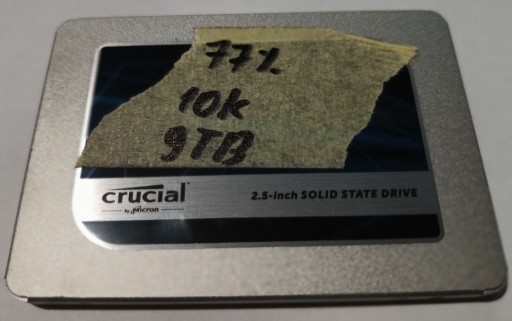 77%
10k
9TB
crucial
by Micron
2.5-inch SOLID STATE DRIVE